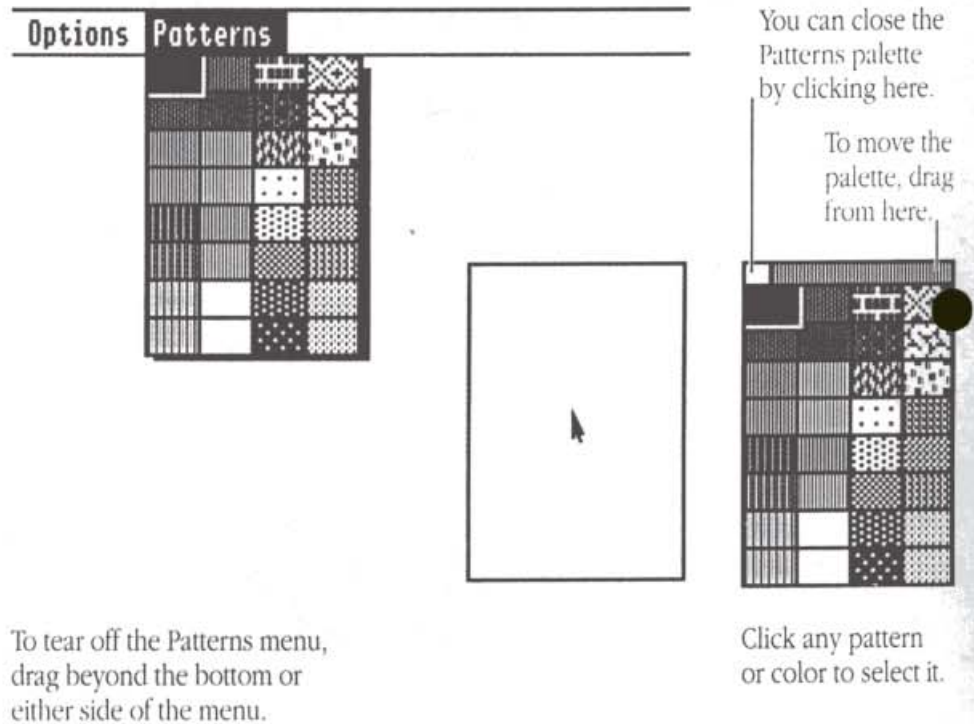 Options Patterns
You can close the
Patterns palette
by clicking here.
To move the
palette, drag
from here.
To tear off the Patterns menu,
drag beyond the bottom or
either side of the menu.
Click any pattern
or color to select it.